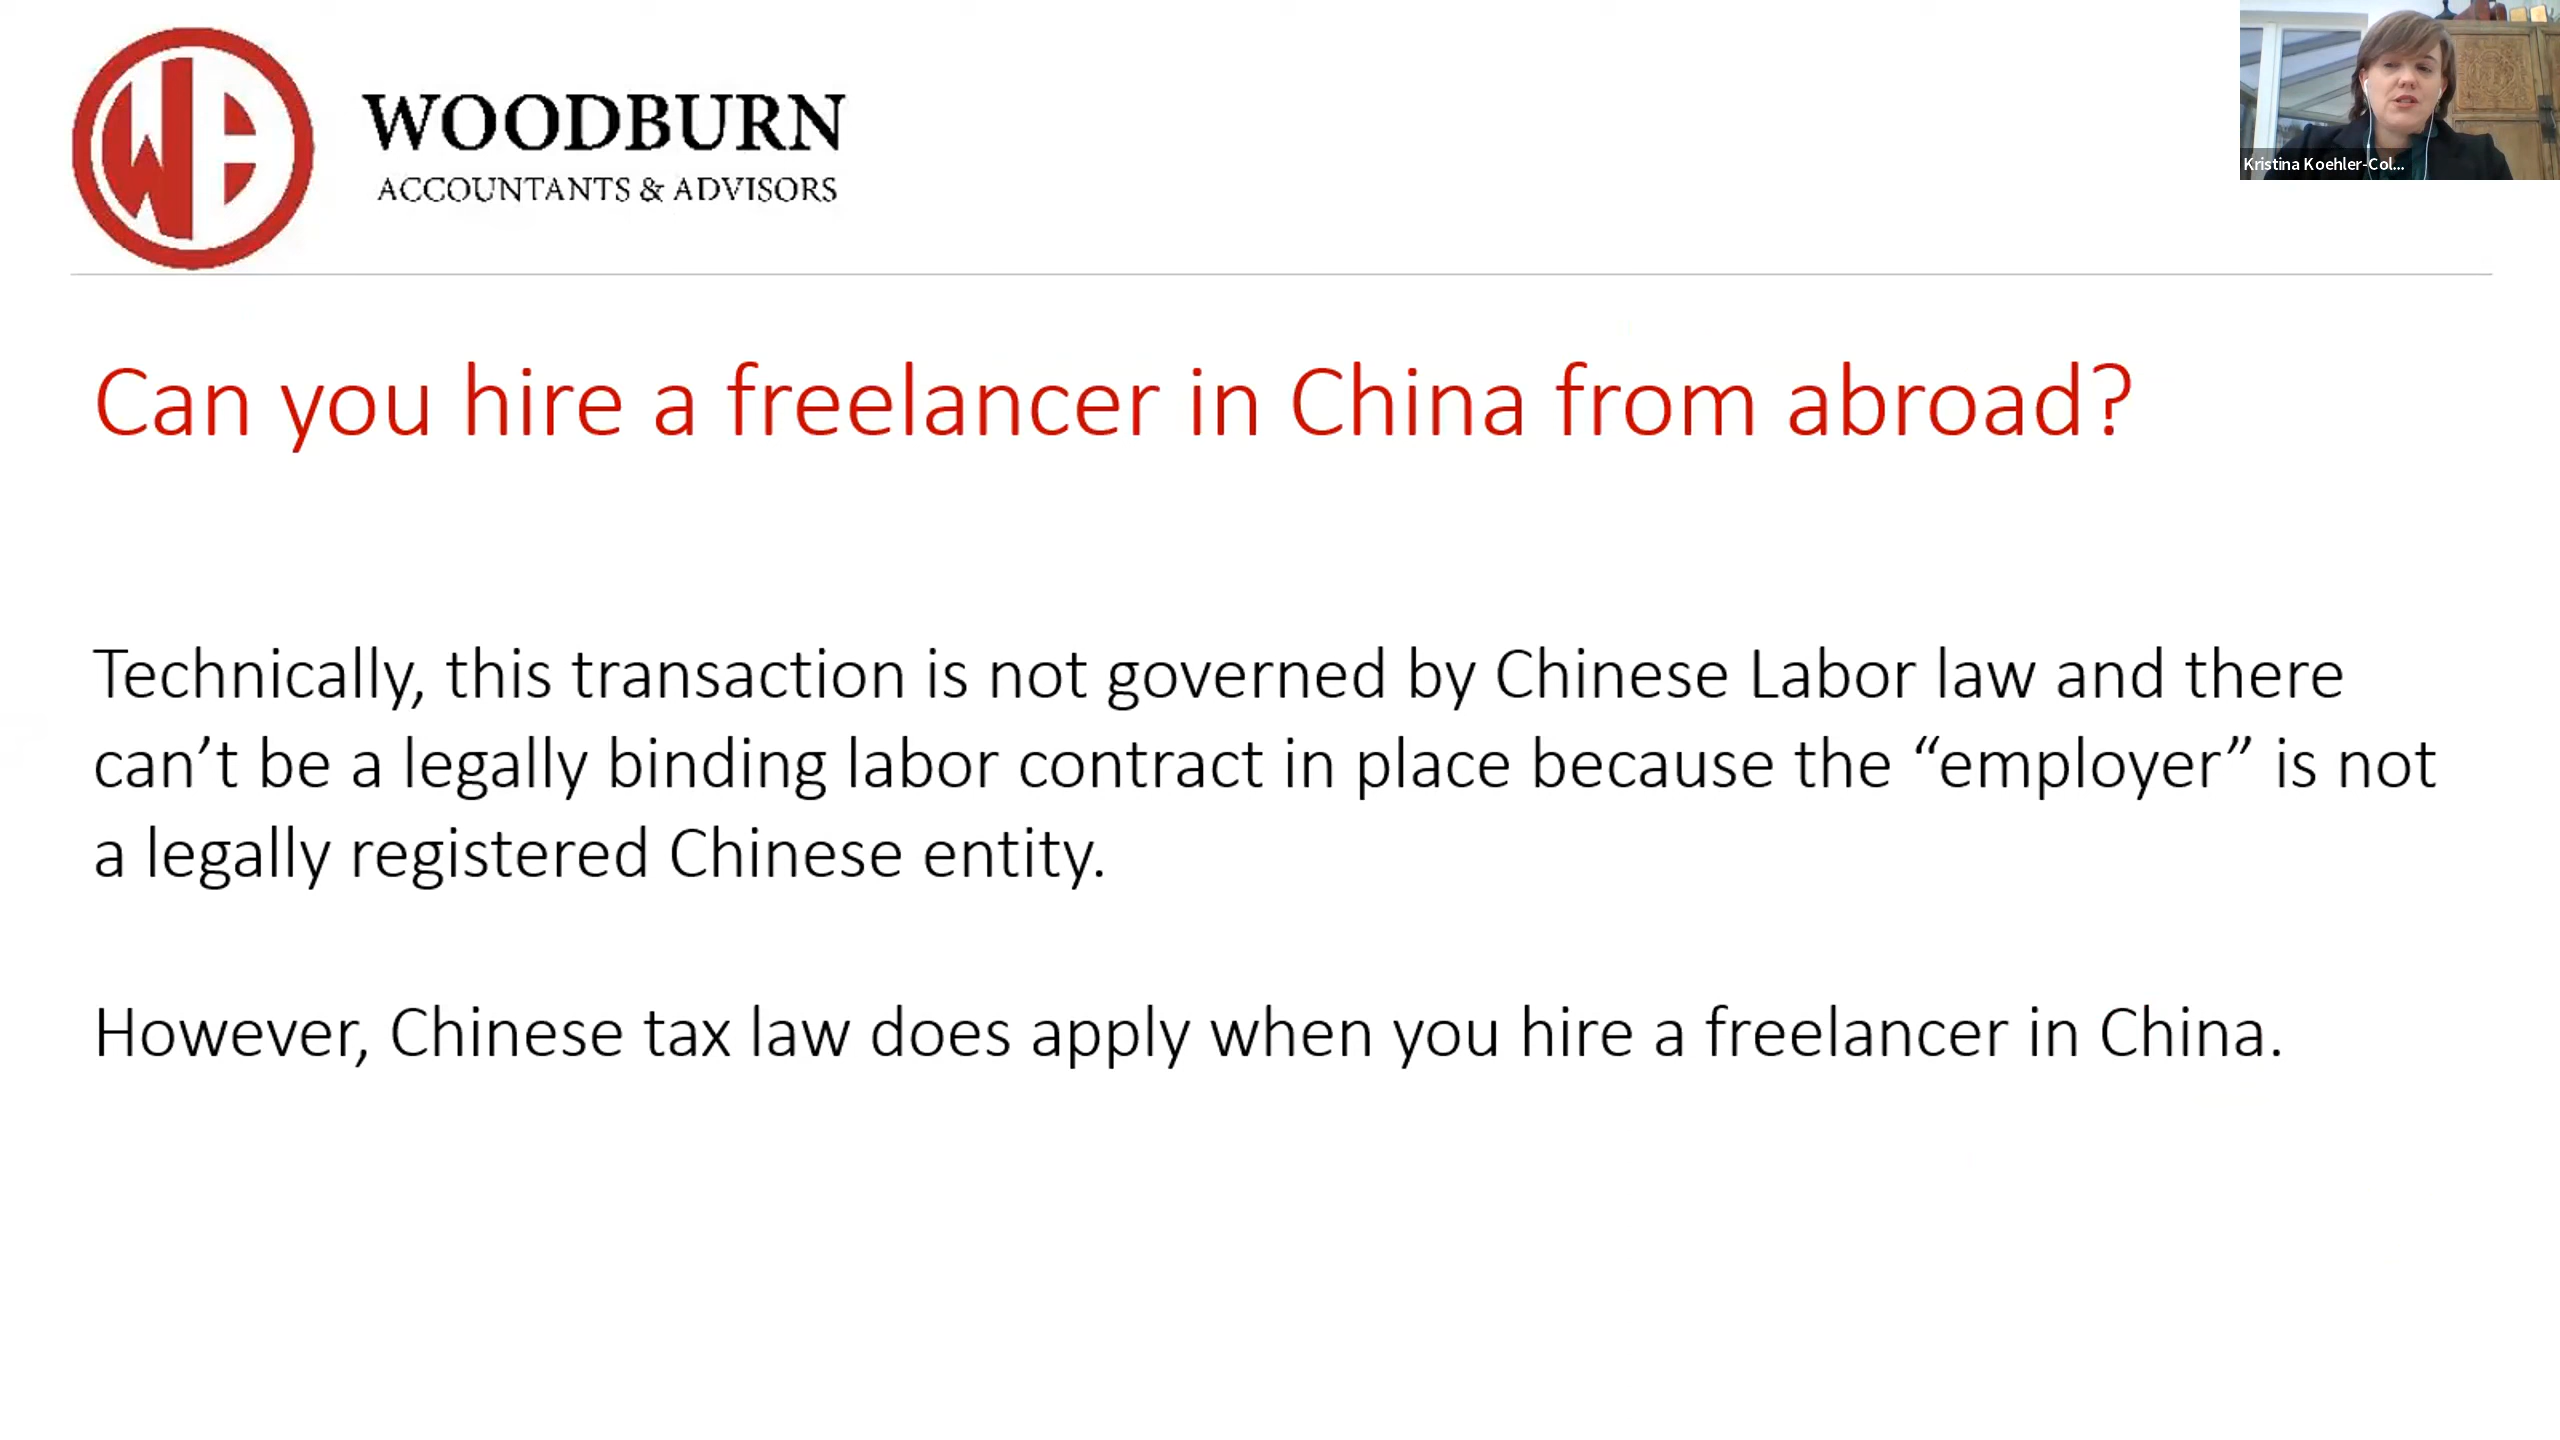 WOODBURN
ACCOUNTANTS & ADVISORS
Kristina Koehler-Col...
Can you hire a freelancer in China from abroad?
Technically, this transaction is not governed by Chinese Labor law and there
can’t be a legally binding labor contract in place because the “employer” is not
a legally registered Chinese entity.
However, Chinese tax law does apply when you hire a freelancer in China.